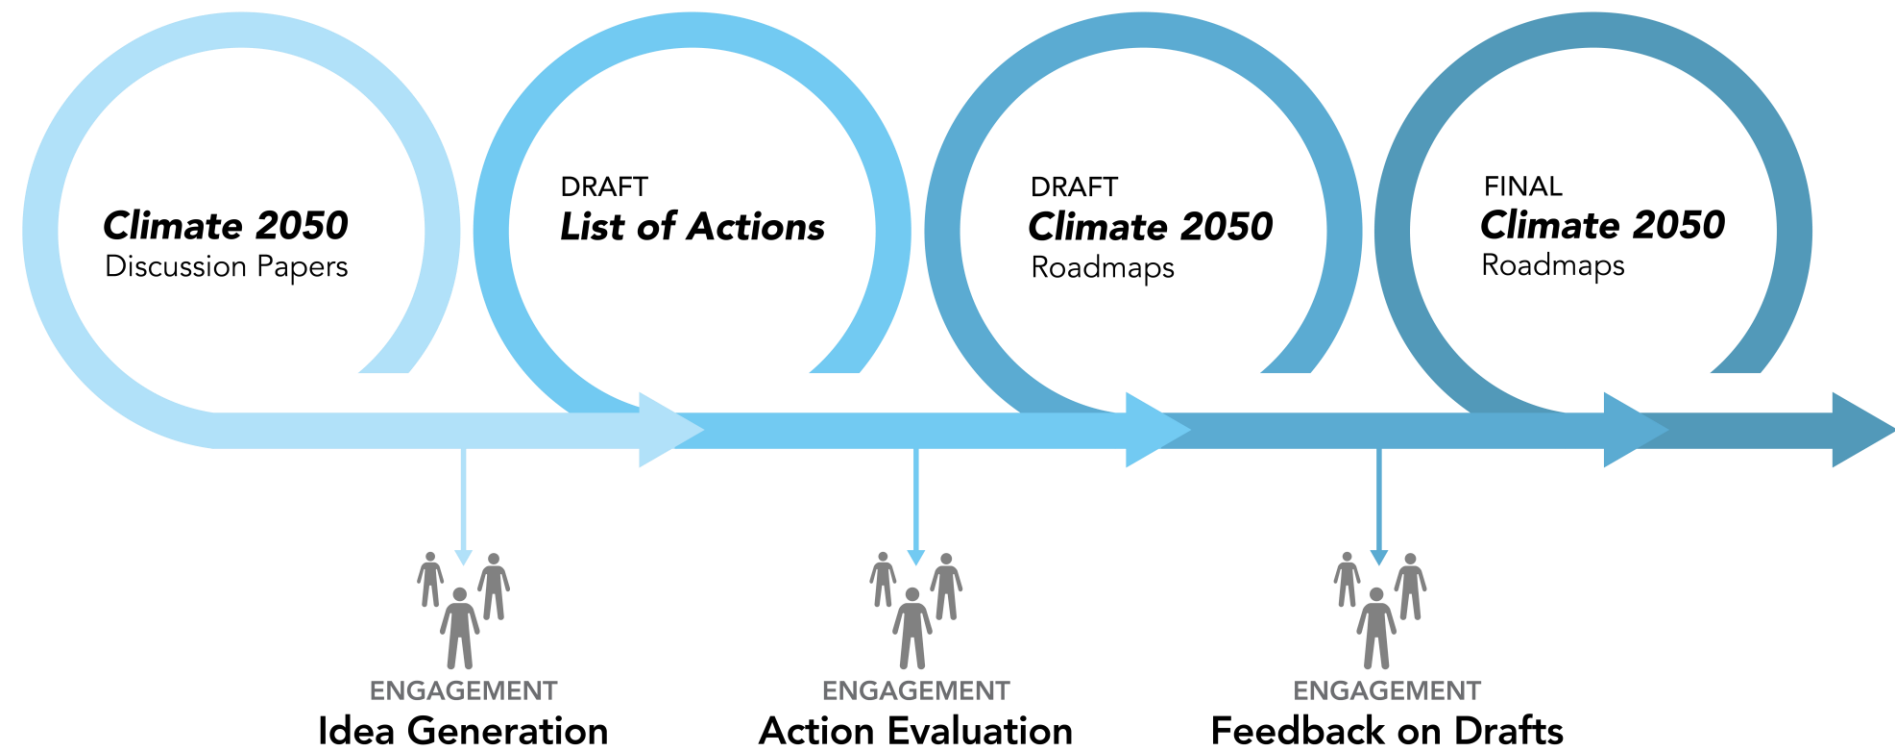 Climate 2050
Discussion Papers
DRAFT
List of Actions
DRAFT
Climate 2050
Roadmaps
FINAL
Climate 2050
Roadmaps
ENGAGEMENT
Idea Generation
ENGAGEMENT
Action Evaluation
ENGAGEMENT
Feedback on Drafts